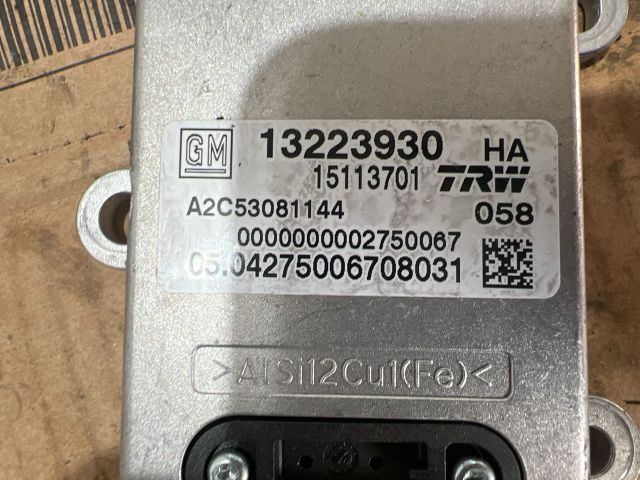 GM 13223930 HA
15113701 TRW
A2C53081144 058
0000000002750067
05.04275006708031
>AlSi12Cu1(Fe)<